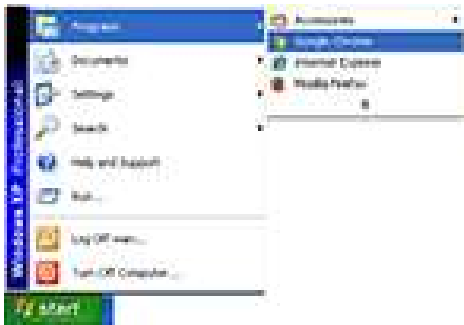 Programs
Documents
Settings
Search
Help and Support
Run...
Log Off
Turn Off Computer...
start
Windows XP Professional
Accessories
Google Chrome
Internet Explorer
Mozilla Firefox